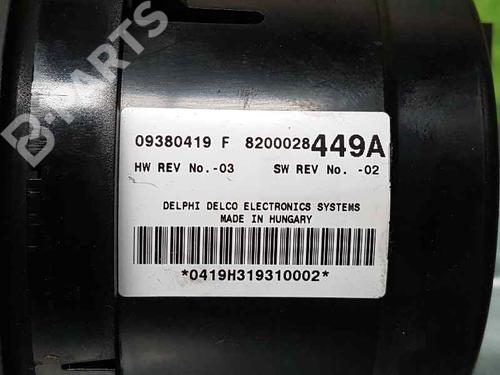 B-PARTS
09380419 F 8200028449A
HW REV No.-03 SW REV No. -02
DELPHI DELCO ELECTRONICS SYSTEMS
MADE IN HUNGARY
*0419H319310002*